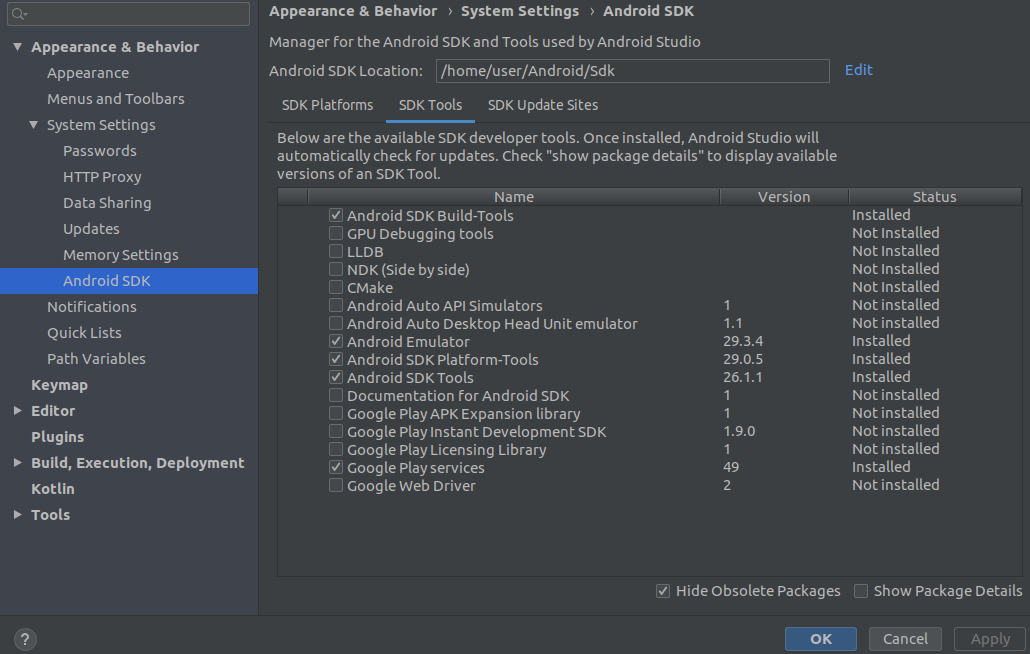 Appearance & Behavior
Appearance
Menus and Toolbars
System Settings
Passwords
HTTP Proxy
Data Sharing
Updates
Memory Settings
Android SDK
Notifications
Quick Lists
Path Variables
Keymap
Editor
Plugins
Build, Execution, Deployment
Kotlin
Tools
Appearance & Behavior › System Settings › Android SDK
Manager for the Android SDK and Tools used by Android Studio
Android SDK Location: /home/user/Android/Sdk Edit
SDK Platforms SDK Tools SDK Update Sites
Below are the available SDK developer tools. Once installed, Android Studio will
automatically check for updates. Check "show package details" to display available
versions of an SDK Tool.
Name Version Status
Android SDK Build-Tools Installed
GPU Debugging tools Not Installed
LLDB Not Installed
NDK (Side by side) Not Installed
CMake Not Installed
Android Auto API Simulators 1 Not installed
Android Auto Desktop Head Unit emulator 1.1 Not installed
Android Emulator 29.3.4 Installed
Android SDK Platform-Tools 29.0.5 Installed
Android SDK Tools 26.1.1 Installed
Documentation for Android SDK 1 Not installed
Google Play APK Expansion library 1 Not installed
Google Play Instant Development SDK 1.9.0 Not installed
Google Play Licensing Library 1 Not installed
Google Play services 49 Installed
Google Web Driver 2 Not installed
Hide Obsolete Packages Show Package Details
? OK Cancel Apply